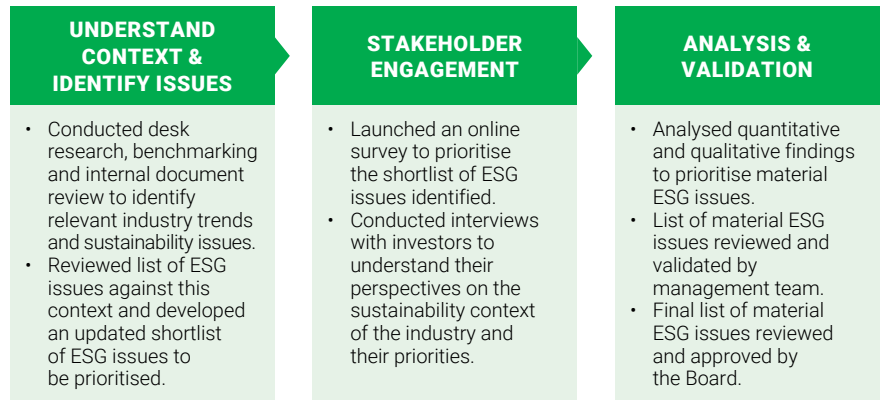 UNDERSTAND
CONTEXT &
IDENTIFY ISSUES
• Conducted desk
research, benchmarking
and internal document
review to identify
relevant industry trends
and sustainability issues.
• Reviewed list of ESG
issues against this
context and developed
an updated shortlist
of ESG issues to
be prioritised.
STAKEHOLDER
ENGAGEMENT
• Launched an online
survey to prioritise
the shortlist of ESG
issues identified.
• Conducted interviews
with investors to
understand their
perspectives on the
sustainability context
of the industry and
their priorities.
ANALYSIS &
VALIDATION
• Analysed quantitative
and qualitative findings
to prioritise material
ESG issues.
• List of material ESG
issues reviewed and
validated by
management team.
• Final list of material
ESG issues reviewed
and approved by
the Board.